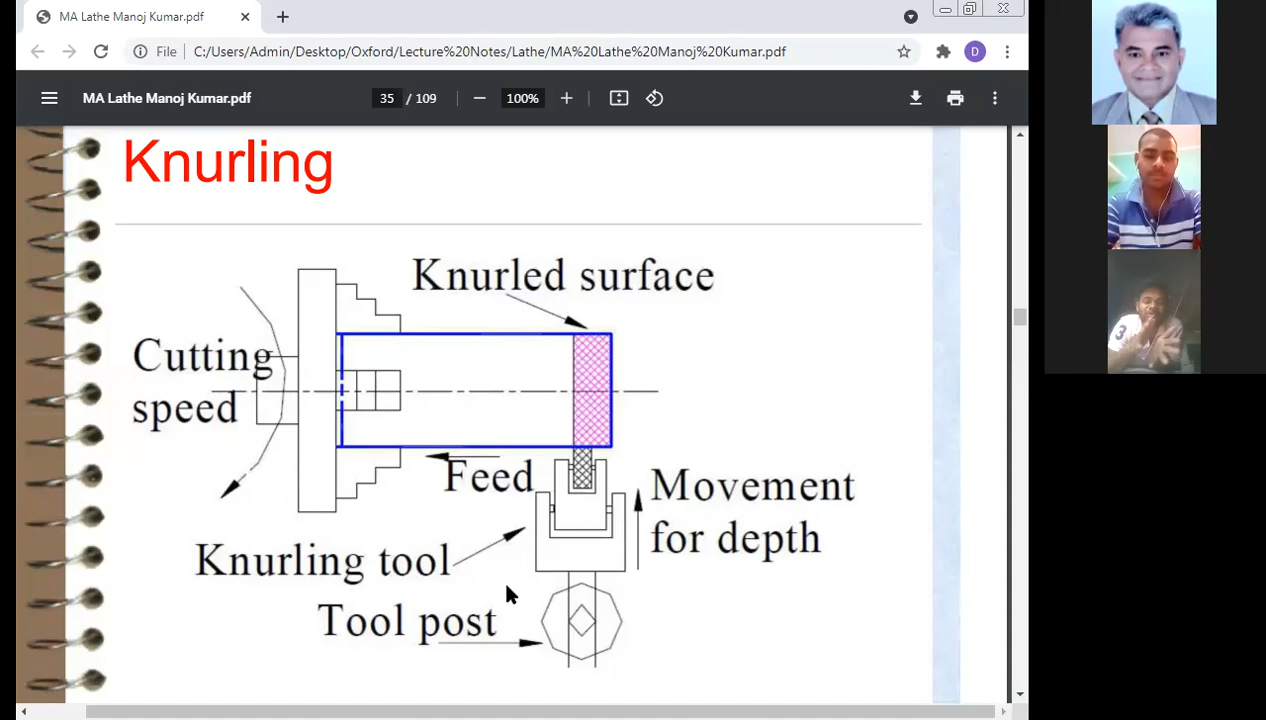 MA Lathe Manoj Kumar.pdf
File C:/Users/Admin/Desktop/Oxford/Lecture%20Notes/Lathe/MA%20Lathe%20Manoj%20Kumar.pdf
D
MA Lathe Manoj Kumar.pdf
35 / 109
100%
Knurling
Knurled surface
Cutting
speed
Feed
Movement
for depth
Knurling tool
Tool post
3